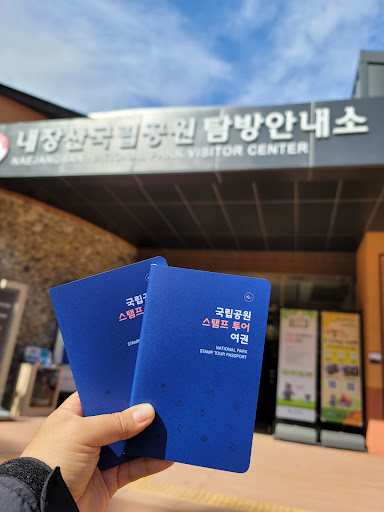 내장산국립공원 탐방안내소
NAEJANGSAN NATIONAL PARK VISITOR CENTER
국립공원
스탬프 투어
여권
NATIONAL PARK
STAMP TOUR PASSPORT
국립공원
스탬프
여권